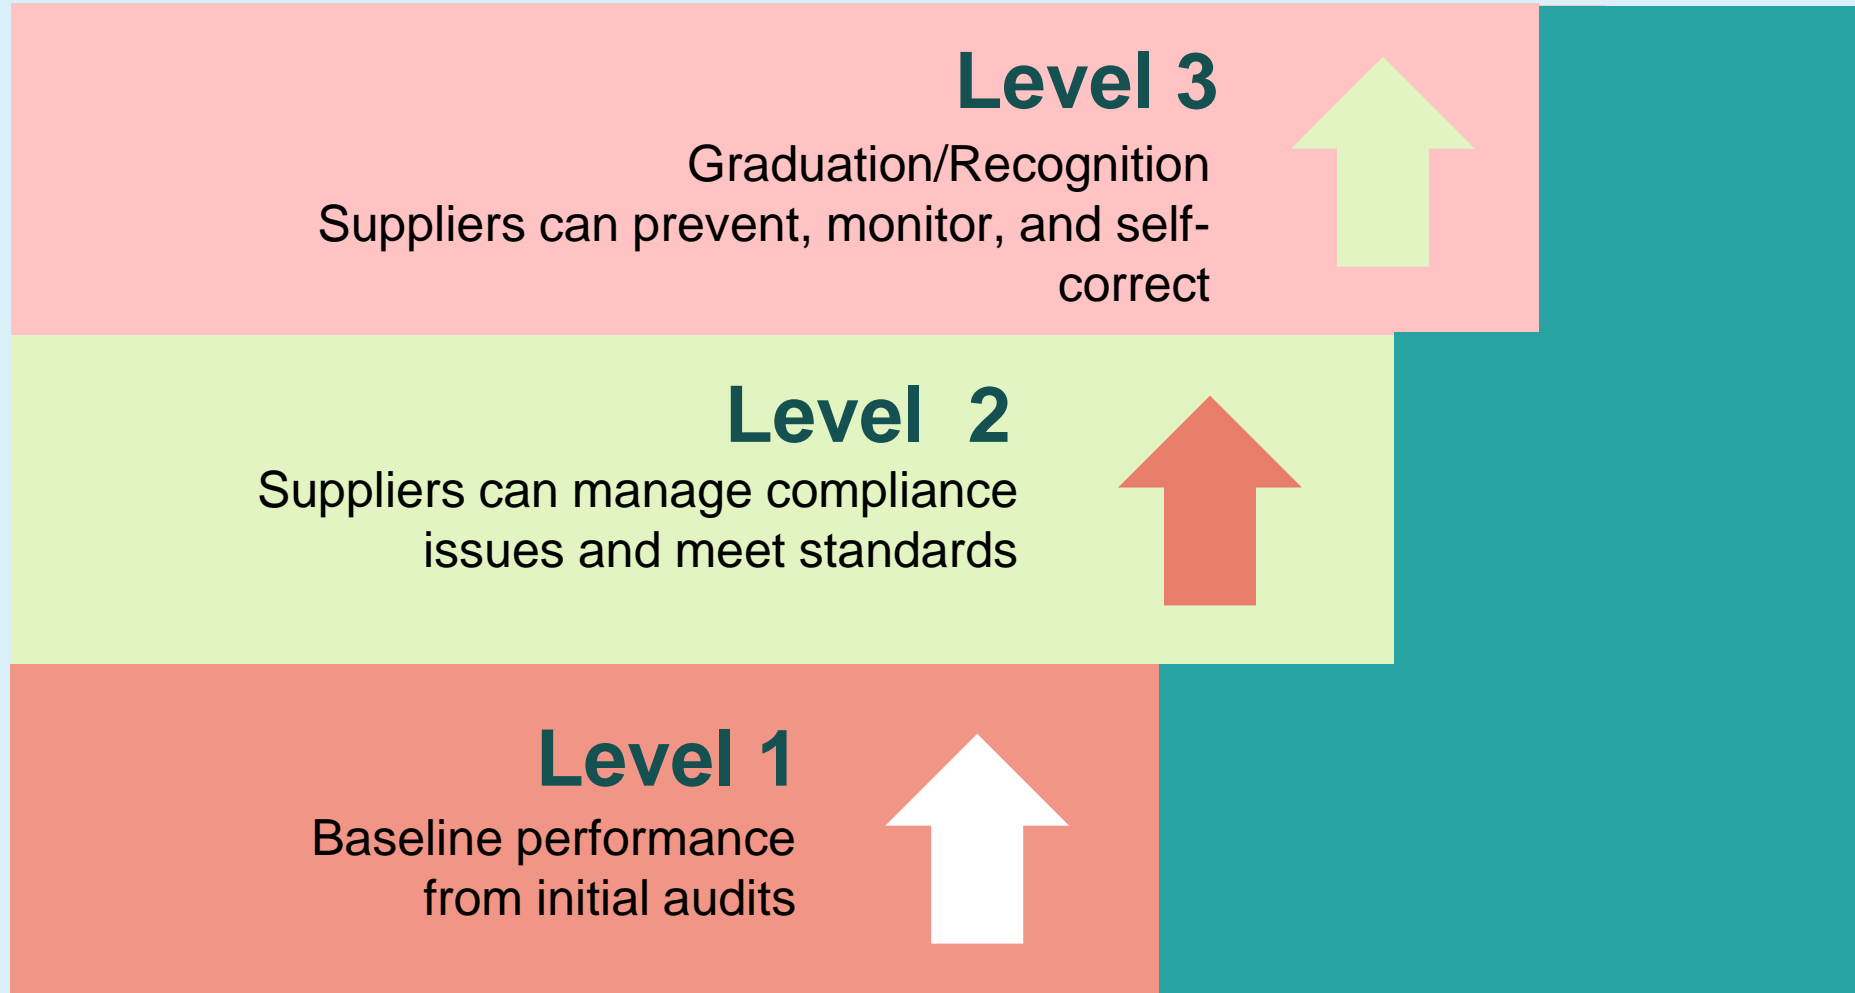 Level 3
Graduation/Recognition
Suppliers can prevent, monitor, and self-
correct
Level  2
Suppliers can manage compliance
issues and meet standards
Level 1
Baseline performance
from initial audits